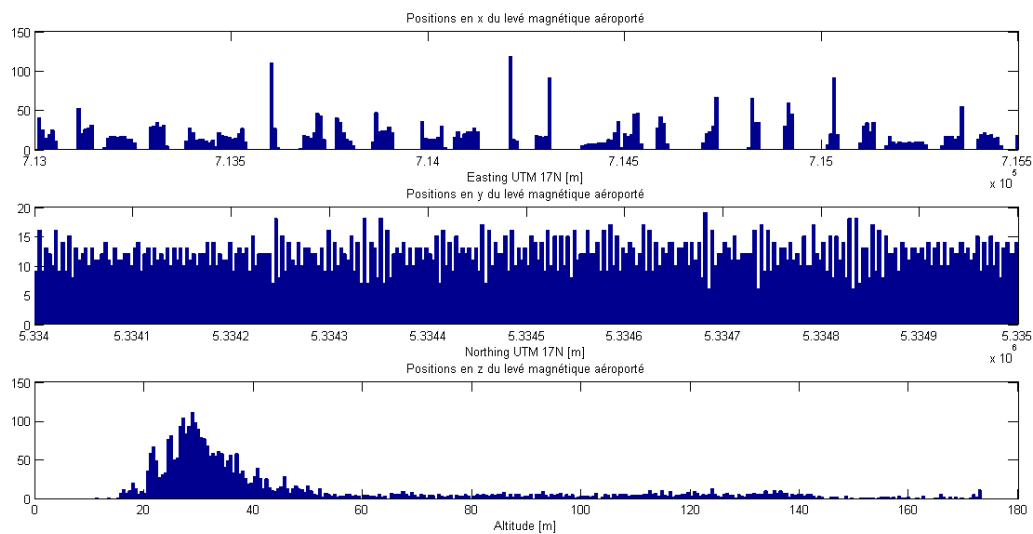 Positions en x du levé magnétique aéroporté
150
100
50
0
7.13 7.135 7.14 7.145 7.15 7.155
Easting UTM 17N [m]
x 10^5
Positions en y du levé magnétique aéroporté
20
15
10
5
0
5.334 5.3341 5.3342 5.3343 5.3344 5.3345 5.3346 5.3347 5.3348 5.3349 5.335
Northing UTM 17N [m]
x 10^6
Positions en z du levé magnétique aéroporté
150
100
50
0
0 20 40 60 80 100 120 140 160 180
Altitude [m]